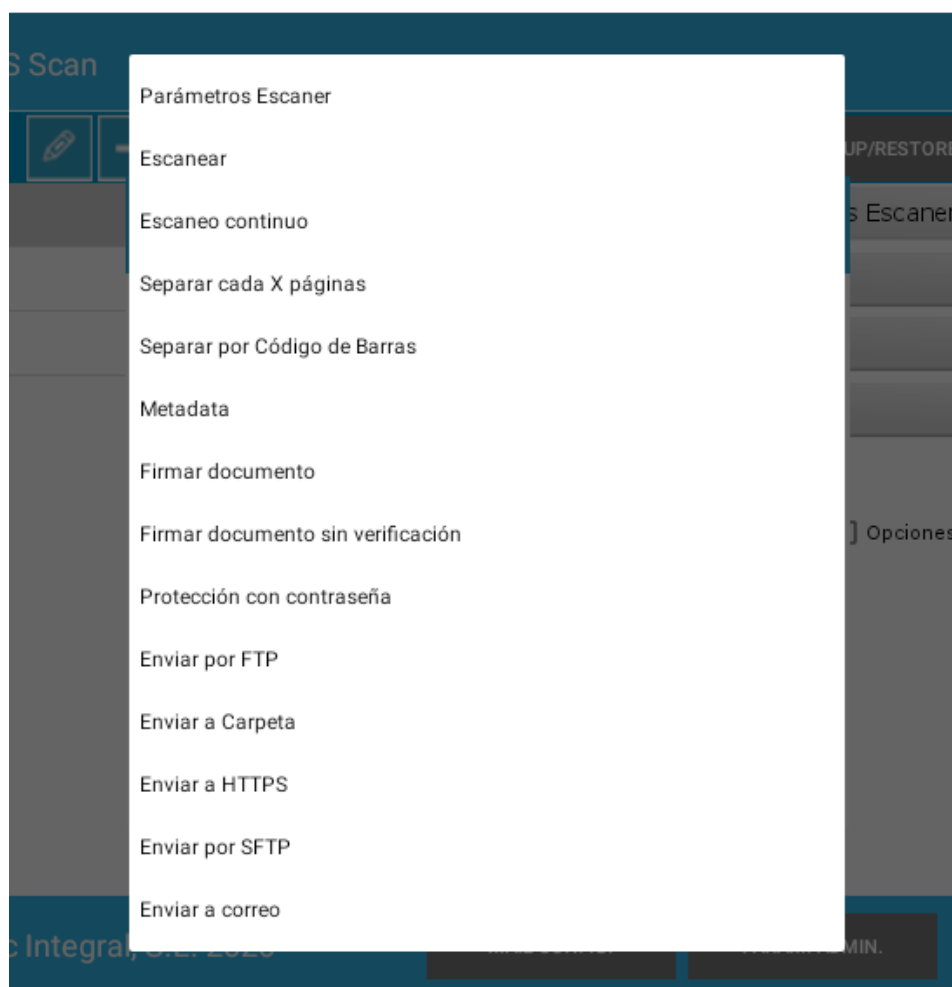 S Scan
Parámetros Escaner
Escanear
UP/RESTORE
Escaneo continuo
s Escaner
Separar cada X páginas
Separar por Código de Barras
Metadata
Firmar documento
Firmar documento sin verificación
Opciones
Protección con contraseña
Enviar por FTP
Enviar a Carpeta
Enviar a HTTPS
Enviar por SFTP
Enviar a correo
c Integral,
MIN.